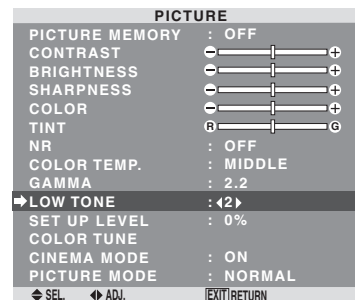 PICTURE
PICTURE MEMORY : OFF
CONTRAST
BRIGHTNESS
SHARPNESS
COLOR
TINT R G
NR : OFF
COLOR TEMP. : MIDDLE
GAMMA : 2.2
LOW TONE : 2
SET UP LEVEL : 0%
COLOR TUNE
CINEMA MODE : ON
PICTURE MODE : NORMAL
SEL. ADJ. EXIT RETURN